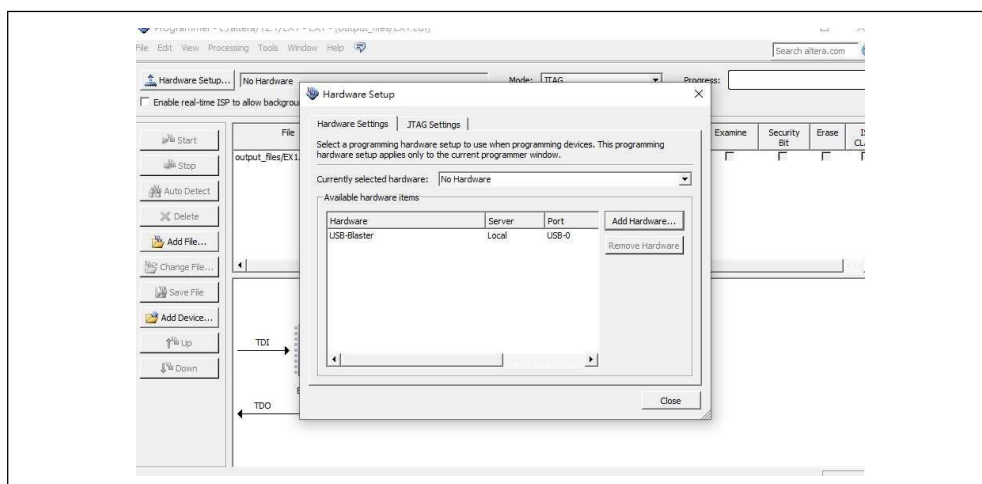 File Edit View Processing Tools Window Help
Search altera.com
Hardware Setup... No Hardware Mode: JTAG Progress:
Enable real-time ISP to allow backgrou
Hardware Setup
Hardware Settings JTAG Settings
Select a programming hardware setup to use when programming devices. This programming
hardware setup applies only to the current programmer window.
Currently selected hardware: No Hardware
Available hardware items
Hardware Server Port
USB-Blaster Local USB-0
Add Hardware...
Remove Hardware
Close
Start
Stop
Auto Detect
Delete
Add File...
Change File...
Save File
Add Device...
Up
Down
File
output_files/EX1.
Examine Security Bit Erase
TDI
TDO